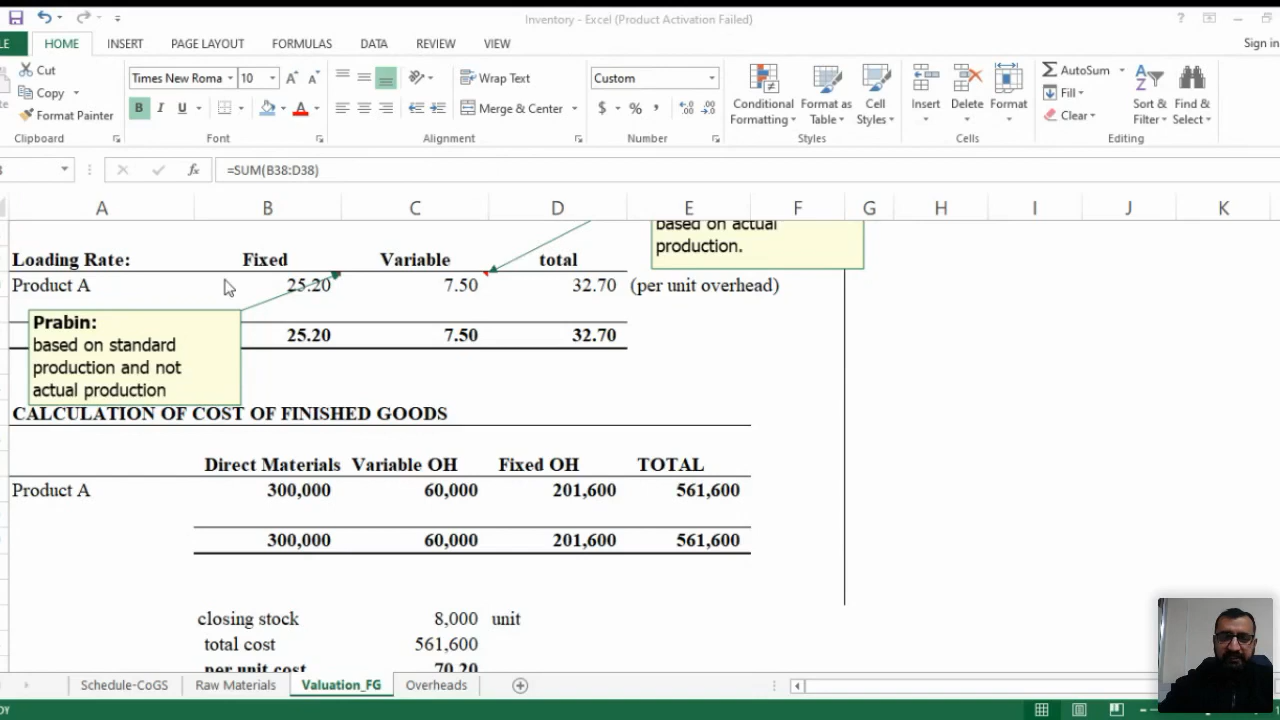 Inventory - Excel (Product Activation Failed)
?
HOME INSERT PAGE LAYOUT FORMULAS DATA REVIEW VIEW Sign in
Cut
Copy
Format Painter
Clipboard
Times New Roma 10
B I U
Font
Wrap Text
Merge & Center
Alignment
Custom
$ % ,
Number
Conditional Formatting
Format as Table
Cell Styles
Styles
Insert Delete Format
Cells
AutoSum
Fill
Clear
Sort & Filter
Find & Select
Editing
fx =SUM(B38:D38)
A B C D E F G H I J K
based on actual
production.
Loading Rate: Fixed Variable total
Product A 25.20 7.50 32.70 (per unit overhead)
25.20 7.50 32.70
Prabin:
based on standard
production and not
actual production
CALCULATION OF COST OF FINISHED GOODS
Direct Materials Variable OH Fixed OH TOTAL
Product A 300,000 60,000 201,600 561,600
300,000 60,000 201,600 561,600
closing stock 8,000 unit
total cost 561,600
per unit cost 70.20
Schedule-CoGS Raw Materials Valuation_FG Overheads